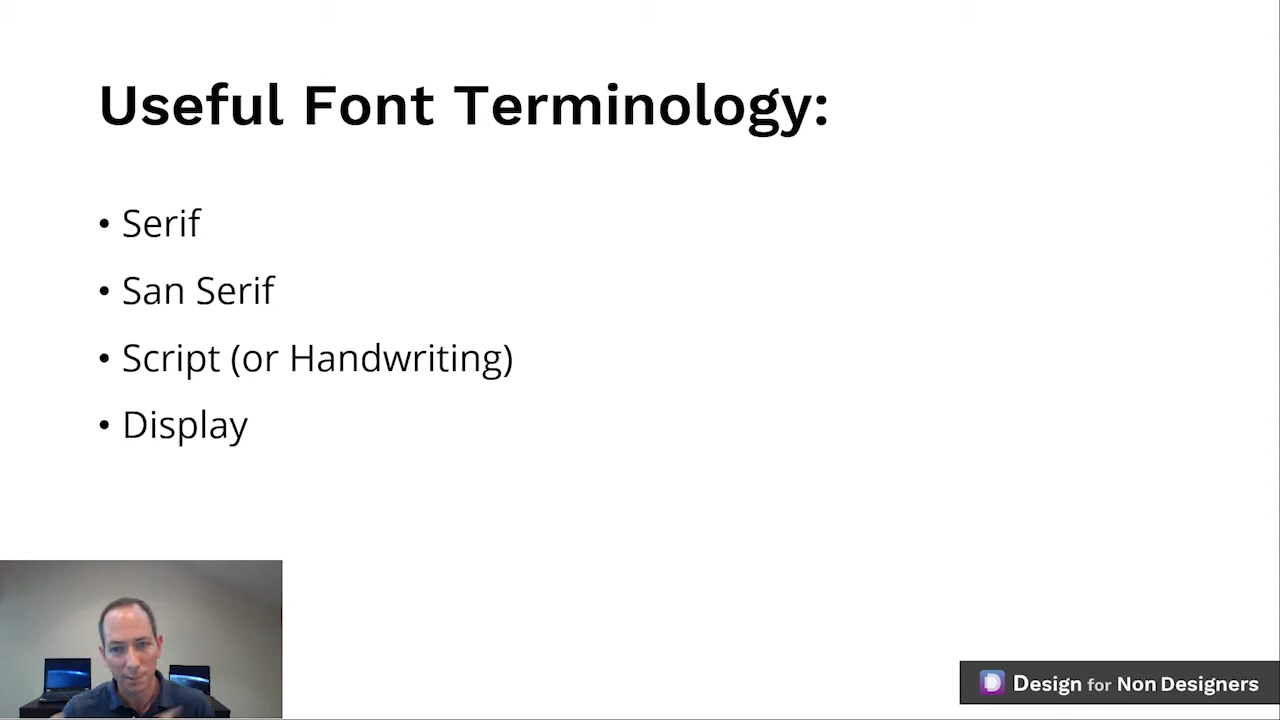 Useful Font Terminology:
• Serif
• San Serif
• Script (or Handwriting)
• Display
Design for Non Designers